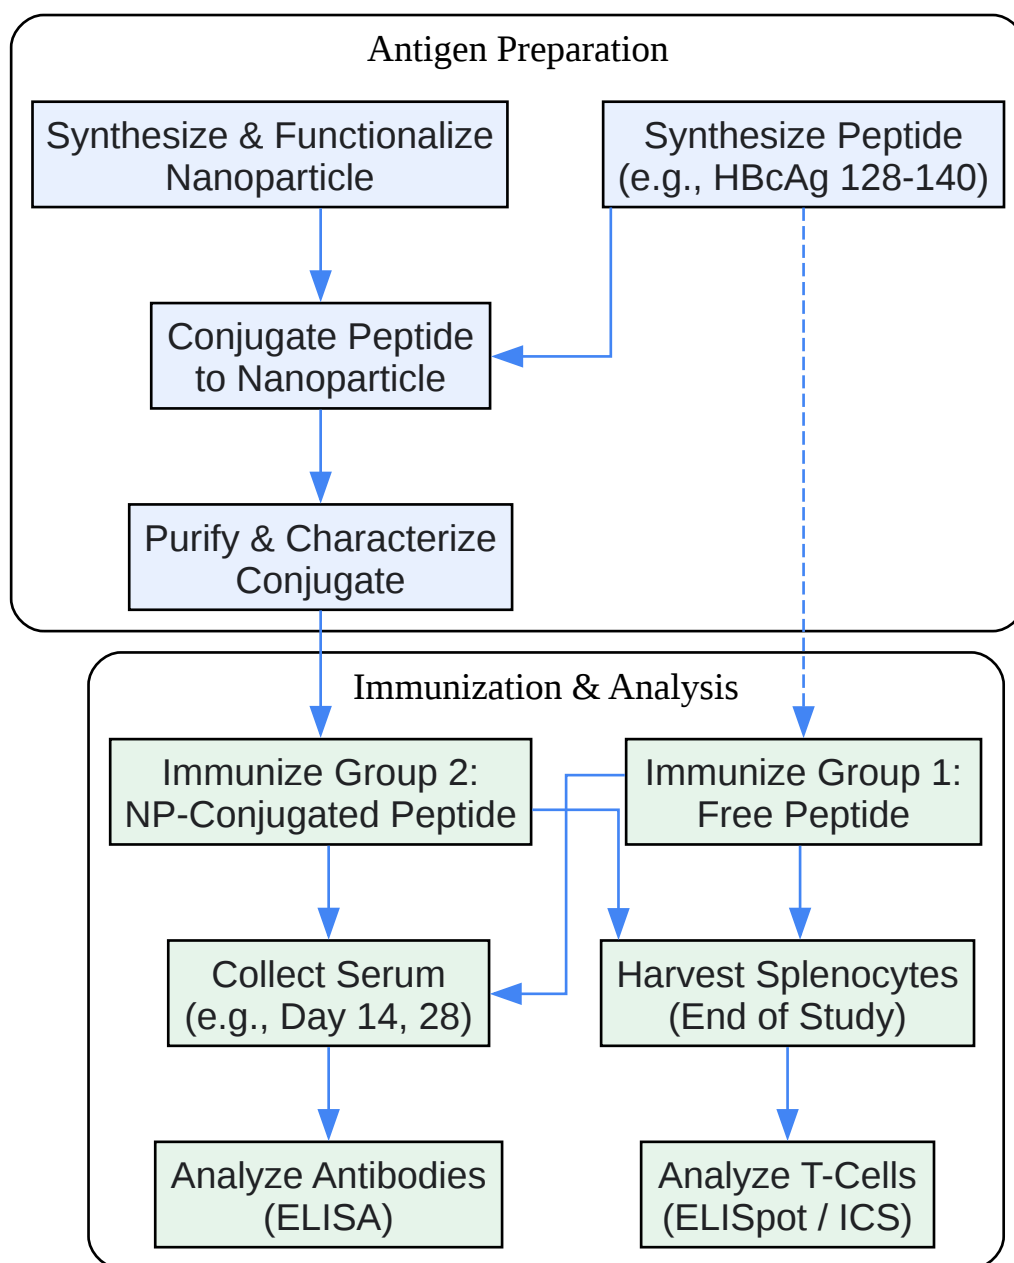 Antigen Preparation
Synthesize & Functionalize
Nanoparticle
Synthesize Peptide
(e.g., HBcAg 128-140)
Conjugate Peptide
to Nanoparticle
Purify & Characterize
Conjugate
Immunization & Analysis
Immunize Group 2:
NP-Conjugated Peptide
Immunize Group 1:
Free Peptide
Collect Serum
(e.g., Day 14, 28)
Harvest Splenocytes
(End of Study)
Analyze Antibodies
(ELISA)
Analyze T-Cells
(ELISpot / ICS)